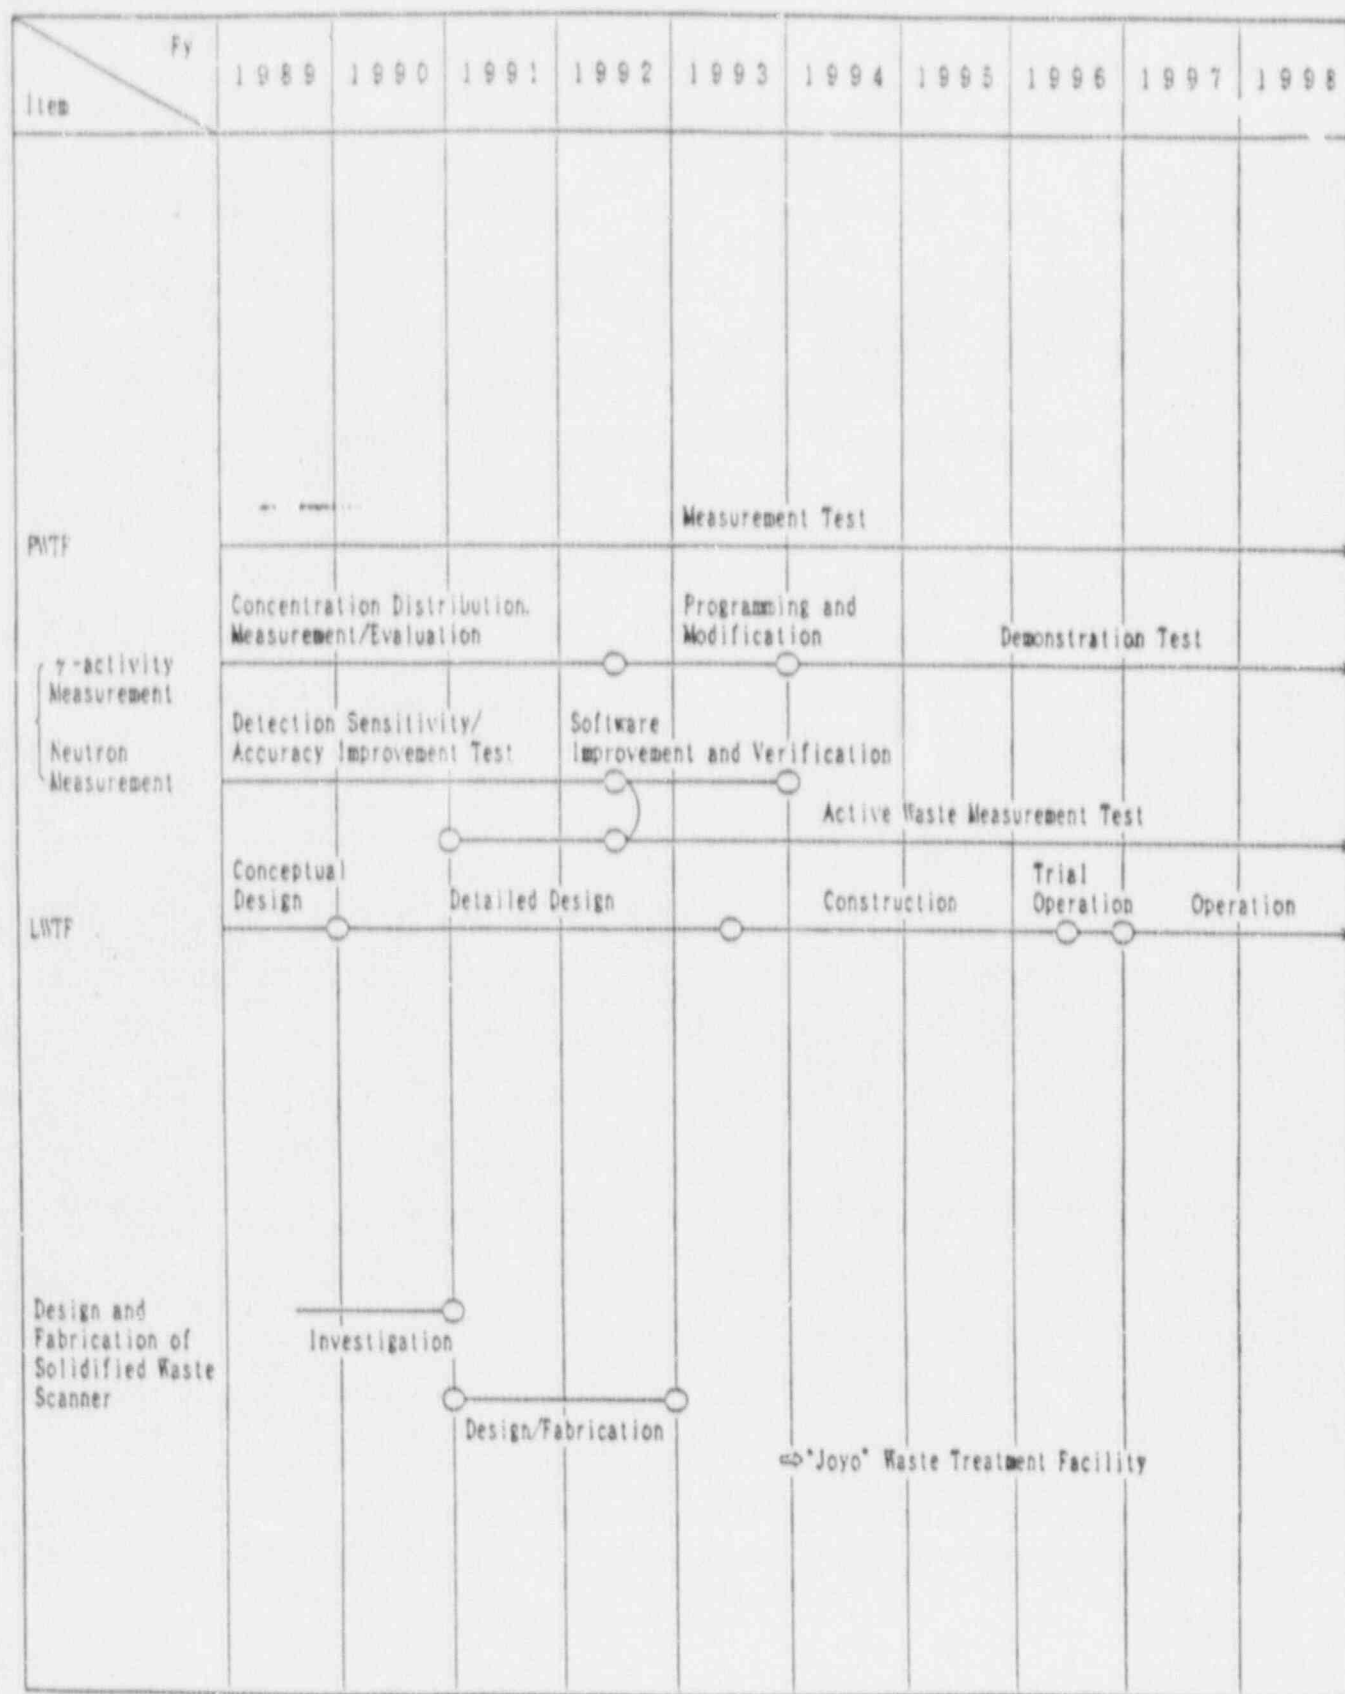 Fy
Item
1989 1990 1991 1992 1993 1994 1995 1996 1997 1998
Measurement Test
PWTF
Concentration Distribution.
Measurement/Evaluation
Programming and
Modification
Demonstration Test
γ-activity
Measurement
Detection Sensitivity/
Accuracy Improvement Test
Software
Improvement and Verification
Neutron
Measurement
Active Waste Measurement Test
Conceptual
Design
Detailed Design
Construction
Trial
Operation
Operation
LWTF
Design and
Fabrication of
Solidified Waste
Scanner
Investigation
Design/Fabrication
⇨"Joyo" Waste Treatment Facility